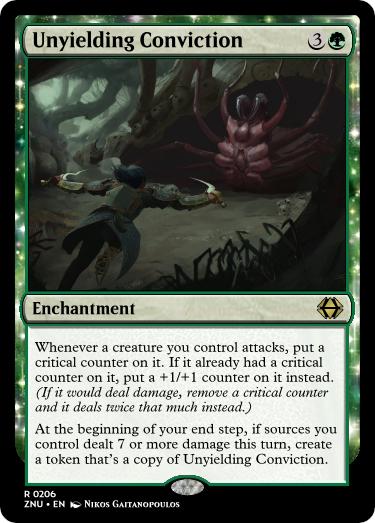 Unyielding Conviction 3
Enchantment
Whenever a creature you control attacks, put a
critical counter on it. If it already had a critical
counter on it, put a +1/+1 counter on it instead.
(If it would deal damage, remove a critical counter
and it deals twice that much instead.)
At the beginning of your end step, if sources you
control dealt 7 or more damage this turn, create
a token that's a copy of Unyielding Conviction.
R 0206
ZNU • EN Nikos Gaitanopoulos